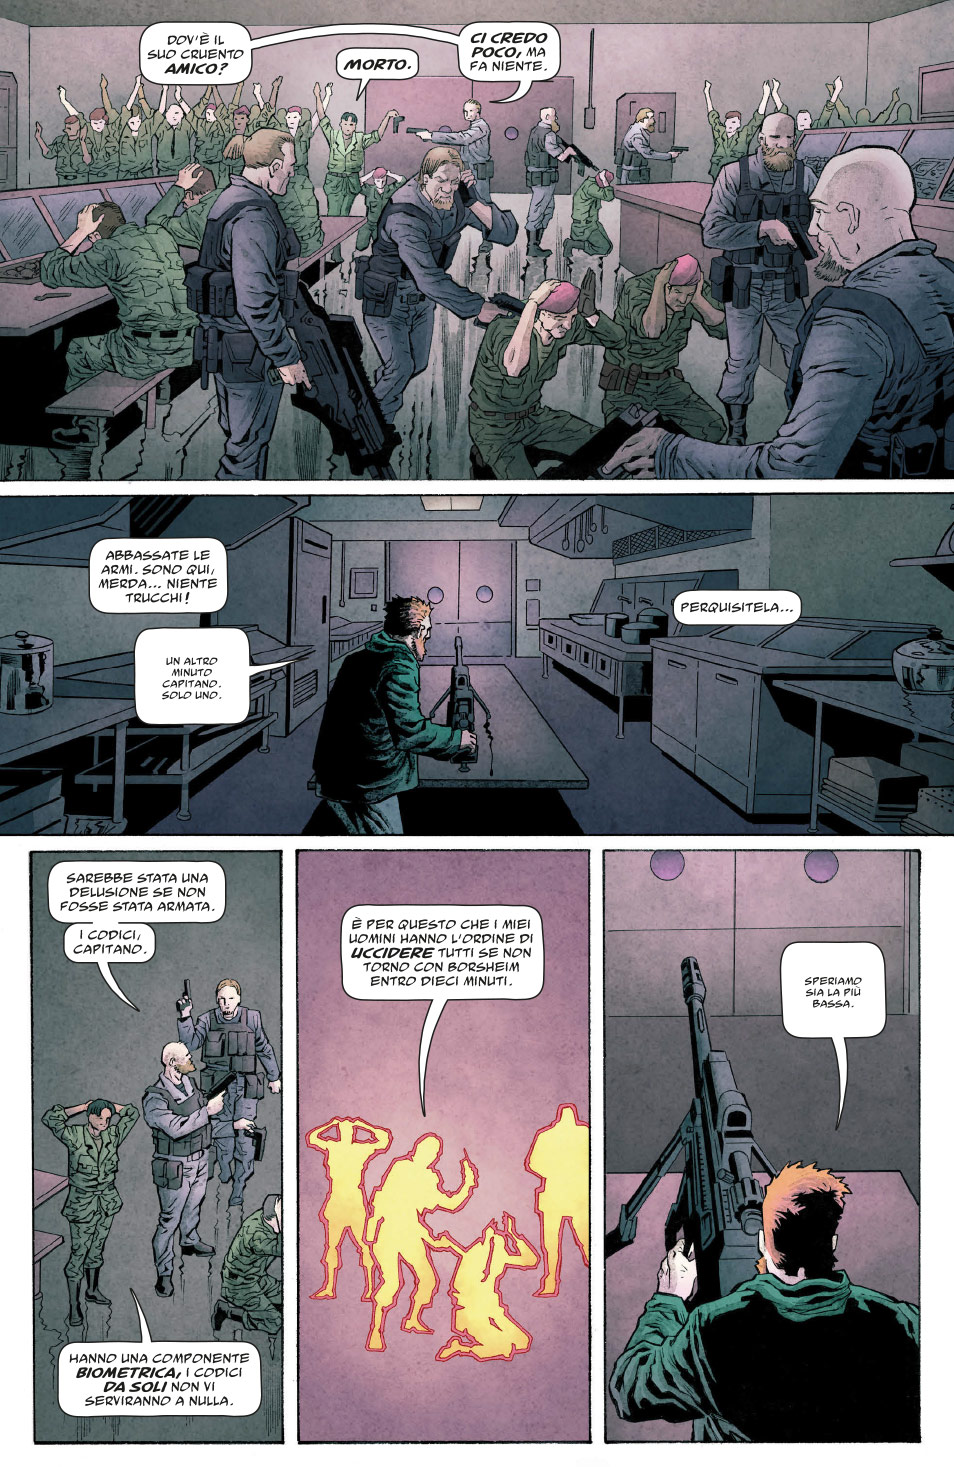 DOV'È IL
SUO CRUENTO
AMICO?
MORTO.
CI CREDO
POCO, MA
FA NIENTE.
ABBASSATE LE
ARMI. SONO QUI,
MERDA... NIENTE
TRUCCHI!
UN ALTRO
MINUTO
CAPITANO.
SOLO UNO.
PERQUISITELA...
SAREBBE STATA UNA
DELUSIONE SE NON
FOSSE STATA ARMATA.
I CODICI,
CAPITANO.
HANNO UNA COMPONENTE
BIOMETRICA, I CODICI
DA SOLI NON VI
SERVIRANNO A NULLA.
È PER QUESTO CHE I MIEI
UOMINI HANNO L'ORDINE DI
UCCIDERE TUTTI SE NON
TORNO CON BORSHEIM
ENTRO DIECI MINUTI.
SPERIAMO
SIA LA PIÙ
BASSA.